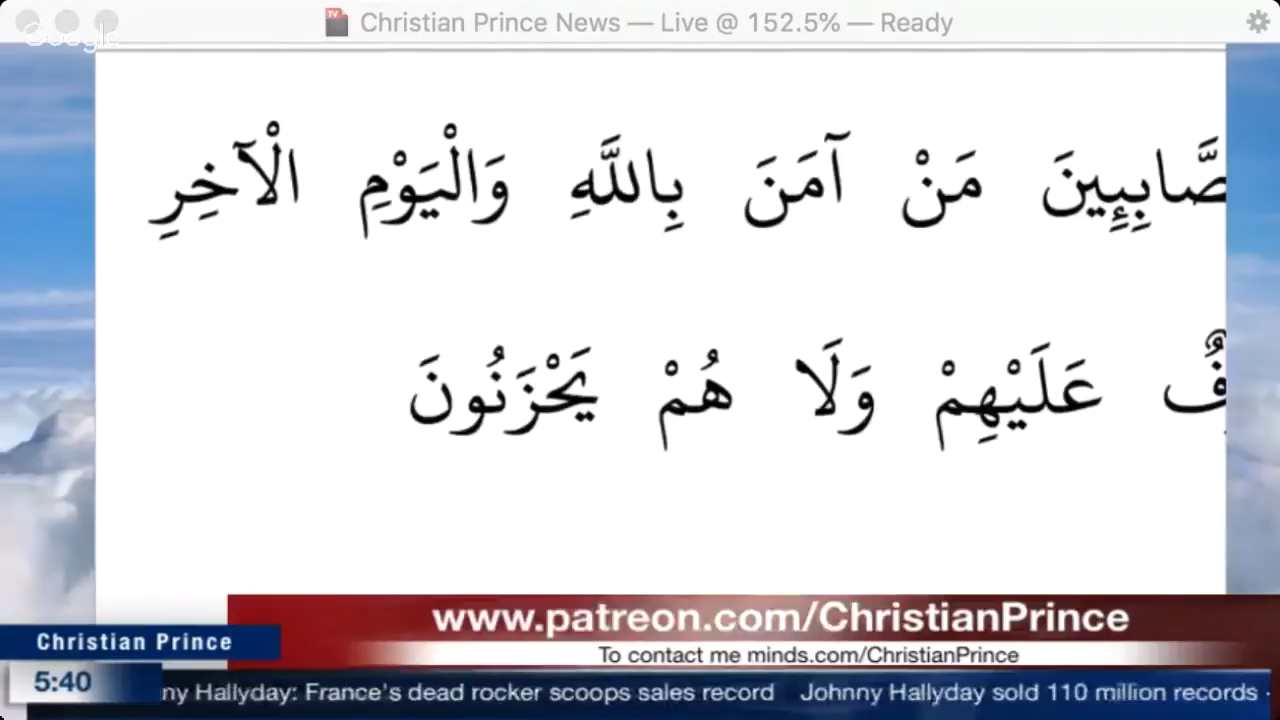 Christian Prince News — Live @ 152.5% — Ready
Google
صَّابِئِينَ مَنْ آمَنَ بِاللَّهِ وَالْيَوْمِ الْآخِرِ
فٌ عَلَيْهِمْ وَلَا هُمْ يَحْزَنُونَ
www.patreon.com/ChristianPrince
Christian Prince
To contact me minds.com/ChristianPrince
5:40
ny Hallyday: France's dead rocker scoops sales record Johnny Hallyday sold 110 million records -